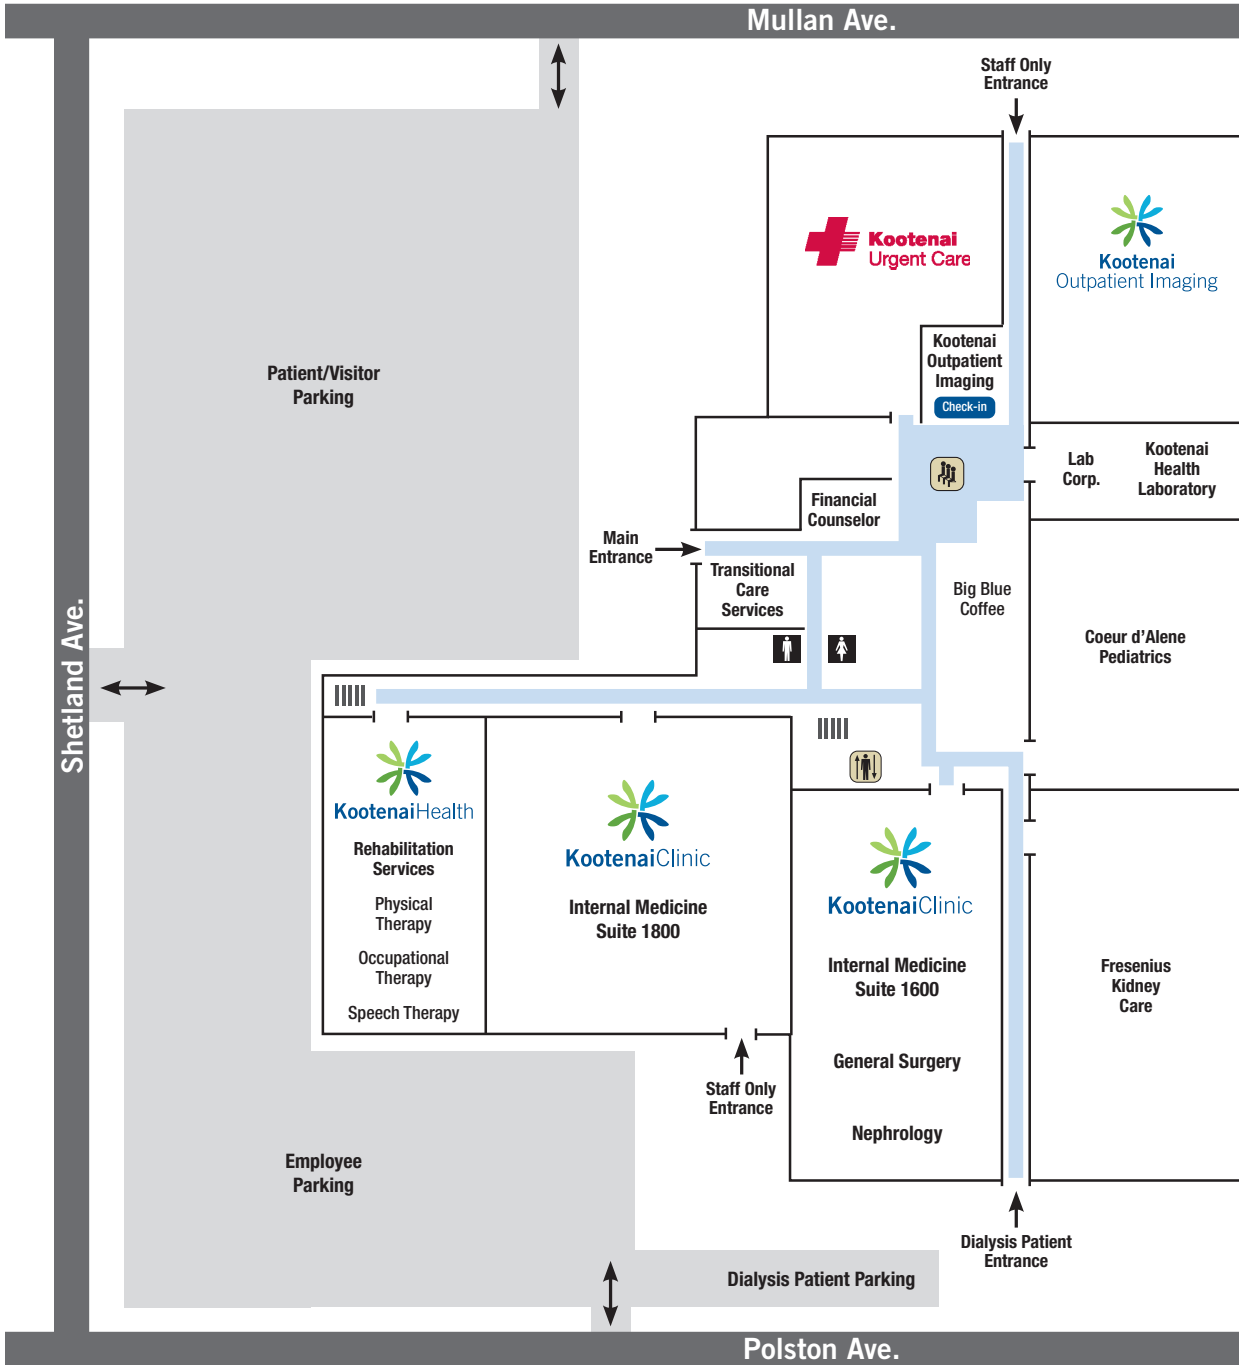 Mullan Ave.
Staff Only
Entrance
Kootenai
Urgent Care
Kootenai
Outpatient Imaging
Kootenai
Outpatient
Imaging
Check-in
Patient/Visitor
Parking
Lab
Corp.
Kootenai
Health
Laboratory
Financial
Counselor
Main
Entrance
Transitional
Care
Services
Big Blue
Coffee
Coeur d'Alene
Pediatrics
Shetland Ave.
KootenaiHealth
Rehabilitation
Services
Physical
Therapy
Occupational
Therapy
Speech Therapy
KootenaiClinic
Internal Medicine
Suite 1800
KootenaiClinic
Internal Medicine
Suite 1600
General Surgery
Nephrology
Fresenius
Kidney
Care
Staff Only
Entrance
Employee
Parking
Dialysis Patient
Entrance
Dialysis Patient Parking
Polston Ave.